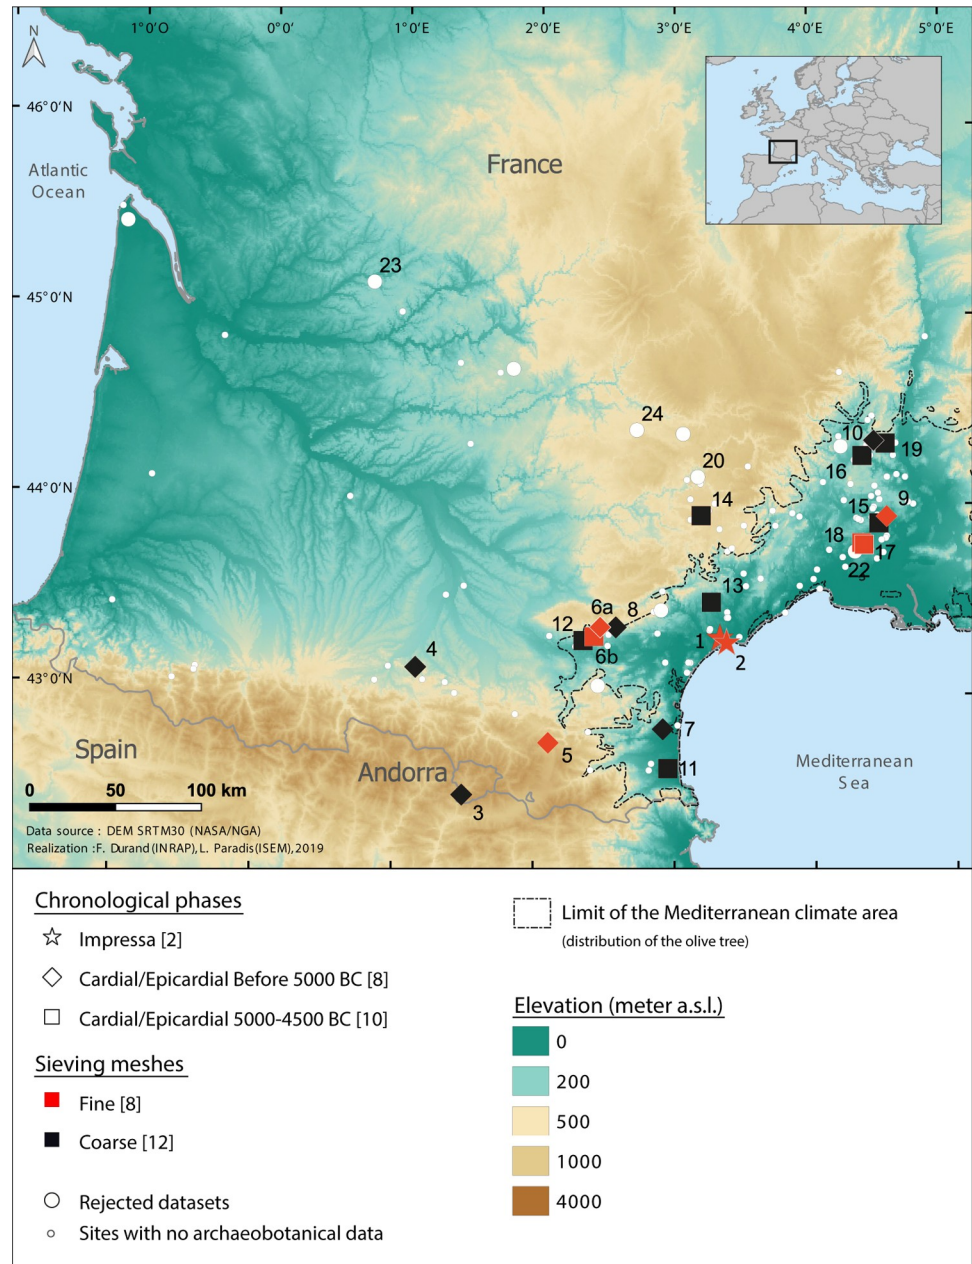 N
1°0'O
0°0'
1°0'E
2°0'E
3°0'E
4°0'E
5°0'E
46°0'N
Atlantic
Ocean
France
23
45°0'N
24
10
19
20
16
44°0'N
14
15
9
18
17
22
13
6a
8
12
6b
1
2
4
43°0'N
7
Spain
5
Mediterranean
Sea
Andorra
11
3
0 50 100 km
Data source : DEM SRTM30 (NASA/NGA)
Realization :F. Durand (INRAP), L. Paradis(ISEM), 2019
Chronological phases
Impressa [2]
Cardial/Epicardial Before 5000 BC [8]
Cardial/Epicardial 5000-4500 BC [10]
Sieving meshes
Fine [8]
Coarse [12]
Rejected datasets
Sites with no archaeobotanical data
Limit of the Mediterranean climate area
(distribution of the olive tree)
Elevation (meter a.s.l.)
0
200
500
1000
4000